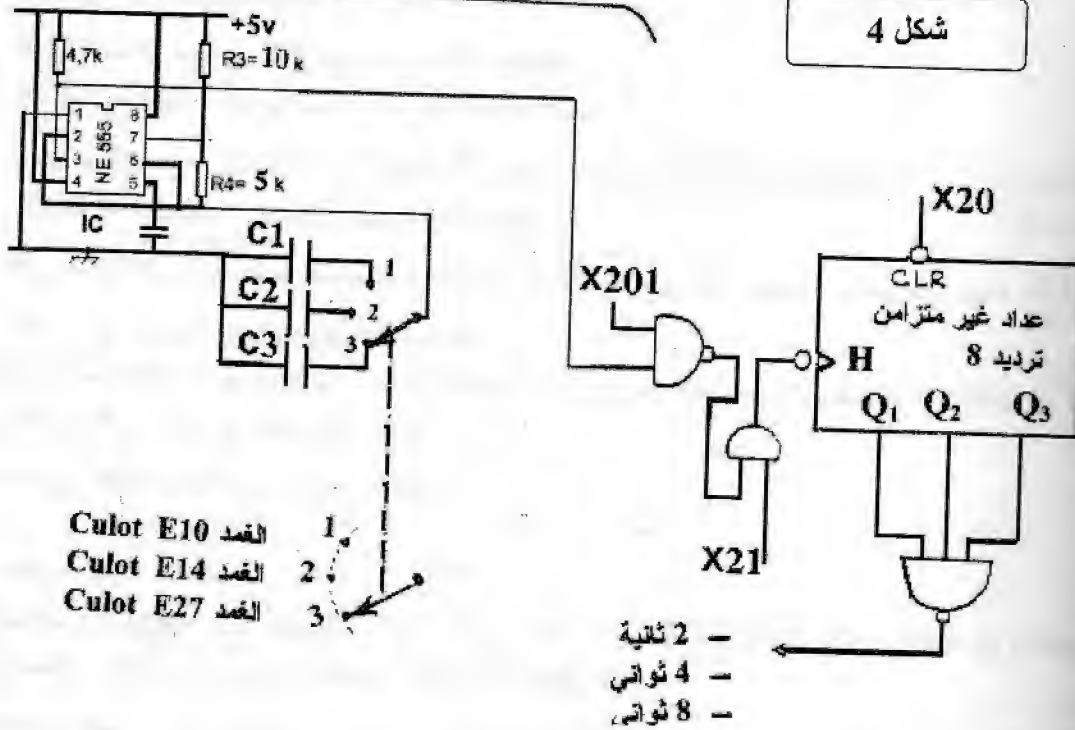 شكل 4
+5v
4,7k
R3= 10 k
1
2
3
4
NE 555
8
7
6
5
R4= 5 k
IC
C1
1
C2
2
C3
3
X201
X20
CLR
عداد غير متزامن
ترديد 8
H
Q1 Q2 Q3
X21
Culot E10 الغمد 1
Culot E14 الغمد 2
Culot E27 الغمد 3
– 2 ثانية
– 4 ثواني
– 8 ثواني